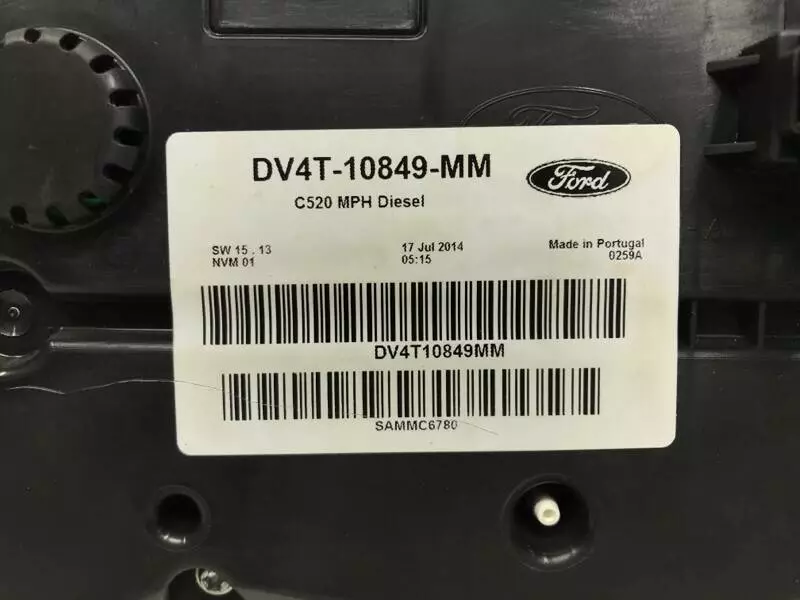 DV4T-10849-MM
Ford
C520 MPH Diesel
SW 15 . 13
NVM 01
17 Jul 2014
05:15
Made in Portugal
0259A
DV4T10849MM
SAMMC6780
Ford